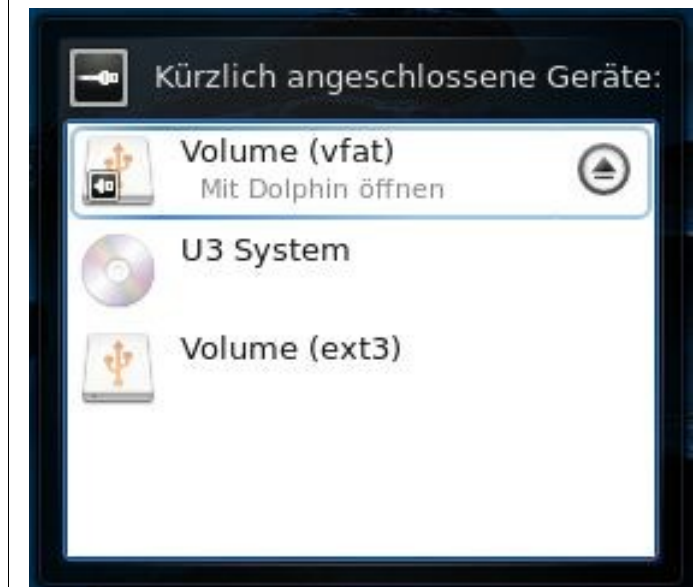 Kürzlich angeschlossene Geräte:
Volume (vfat)
Mit Dolphin öffnen
U3 System
Volume (ext3)